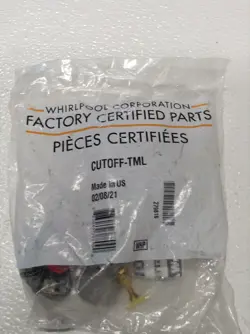 WHIRLPOOL CORPORATION
FACTORY CERTIFIED PARTS
PIÈCES CERTIFIÉES
CUTOFF-TML
Made in US
02/08/21